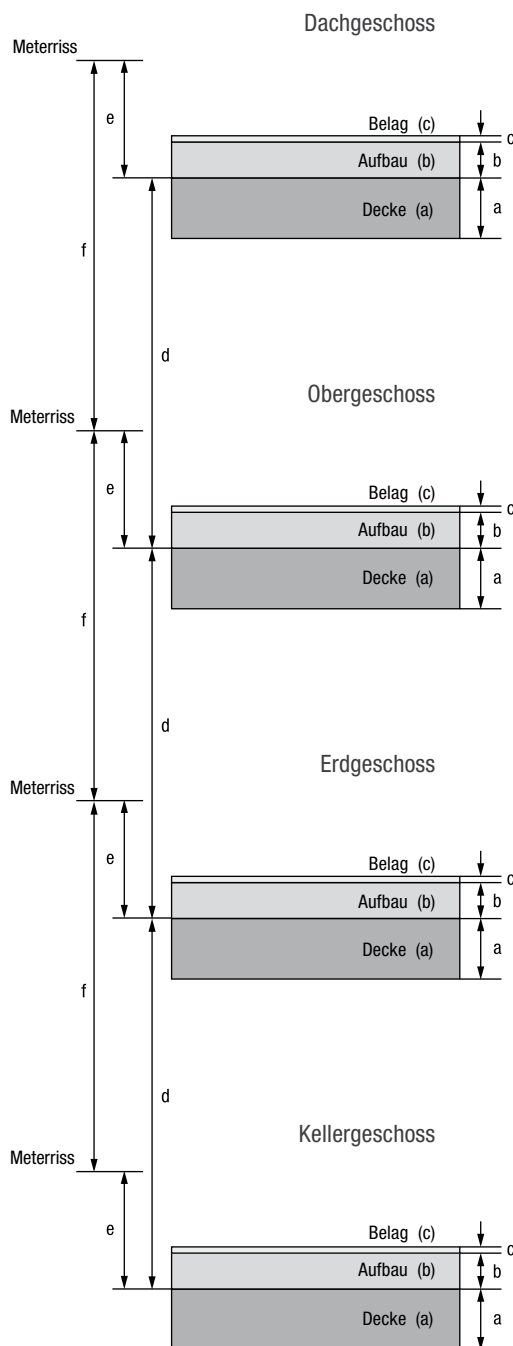 Dachgeschoss
Meterriss
e
Belag (c)
c
Aufbau (b)
b
Decke (a)
a
f
d
Obergeschoss
Meterriss
e
Belag (c)
c
Aufbau (b)
b
Decke (a)
a
f
d
Erdgeschoss
Meterriss
e
Belag (c)
c
Aufbau (b)
b
Decke (a)
a
f
d
Kellergeschoss
Meterriss
e
Belag (c)
c
Aufbau (b)
b
Decke (a)
a